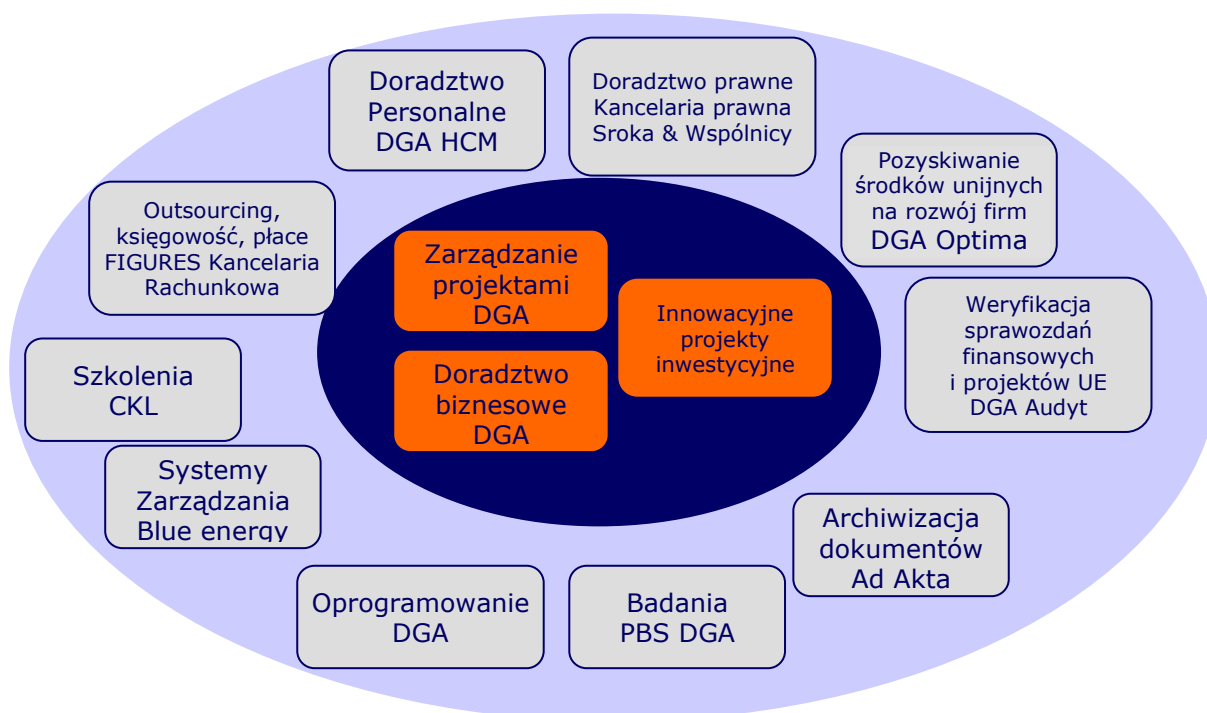 Doradztwo
Personalne
DGA HCM
Doradztwo prawne
Kancelaria prawna
Sroka & Wspólnicy
Pozyskiwanie
środków unijnych
na rozwój firm
DGA Optima
Outsourcing,
księgowość, płace
FIGURES Kancelaria
Rachunkowa
Zarządzanie
projektami
DGA
Innowacyjne
projekty
inwestycyjne
Weryfikacja
sprawozdań
finansowych
i projektów UE
DGA Audyt
Szkolenia
CKL
Doradztwo
biznesowe
DGA
Systemy
Zarządzania
Blue energy
Archiwizacja
dokumentów
Ad Akta
Oprogramowanie
DGA
Badania
PBS DGA